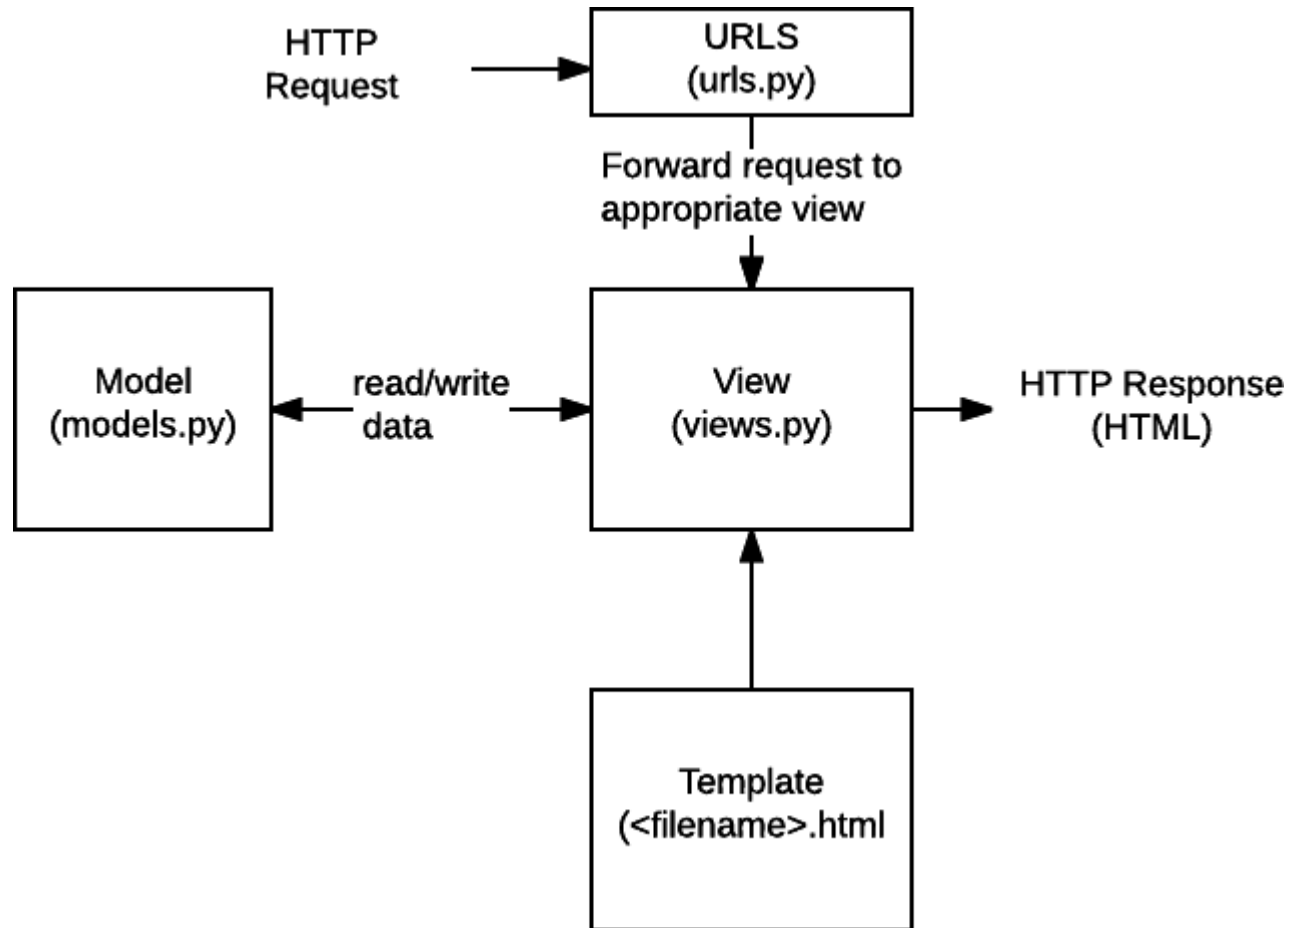 HTTP
Request
URLS
(urls.py)
Forward request to
appropriate view
Model
(models.py)
read/write
data
View
(views.py)
HTTP Response
(HTML)
Template
(<filename>.html